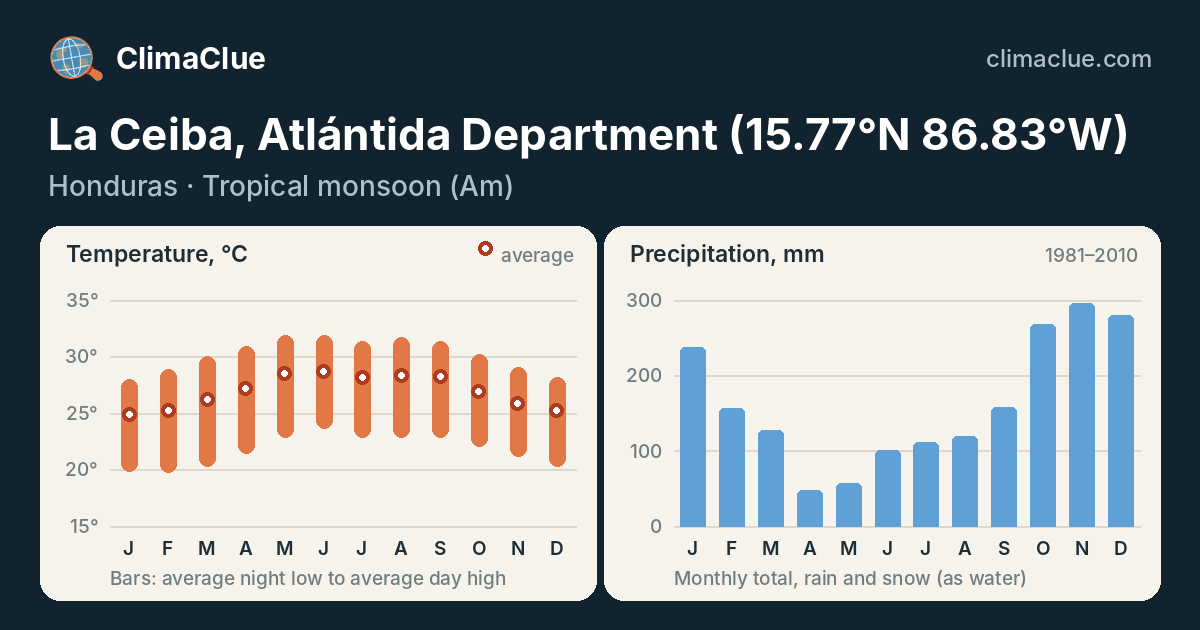 ClimaClue
climaclue.com
La Ceiba, Atlántida Department (15.77°N 86.83°W)
Honduras · Tropical monsoon (Am)
Temperature, °C
average
35°
30°
25°
20°
15°
J F M A M J J A S O N D
Bars: average night low to average day high
Precipitation, mm
1981–2010
300
200
100
0
J F M A M J J A S O N D
Monthly total, rain and snow (as water)